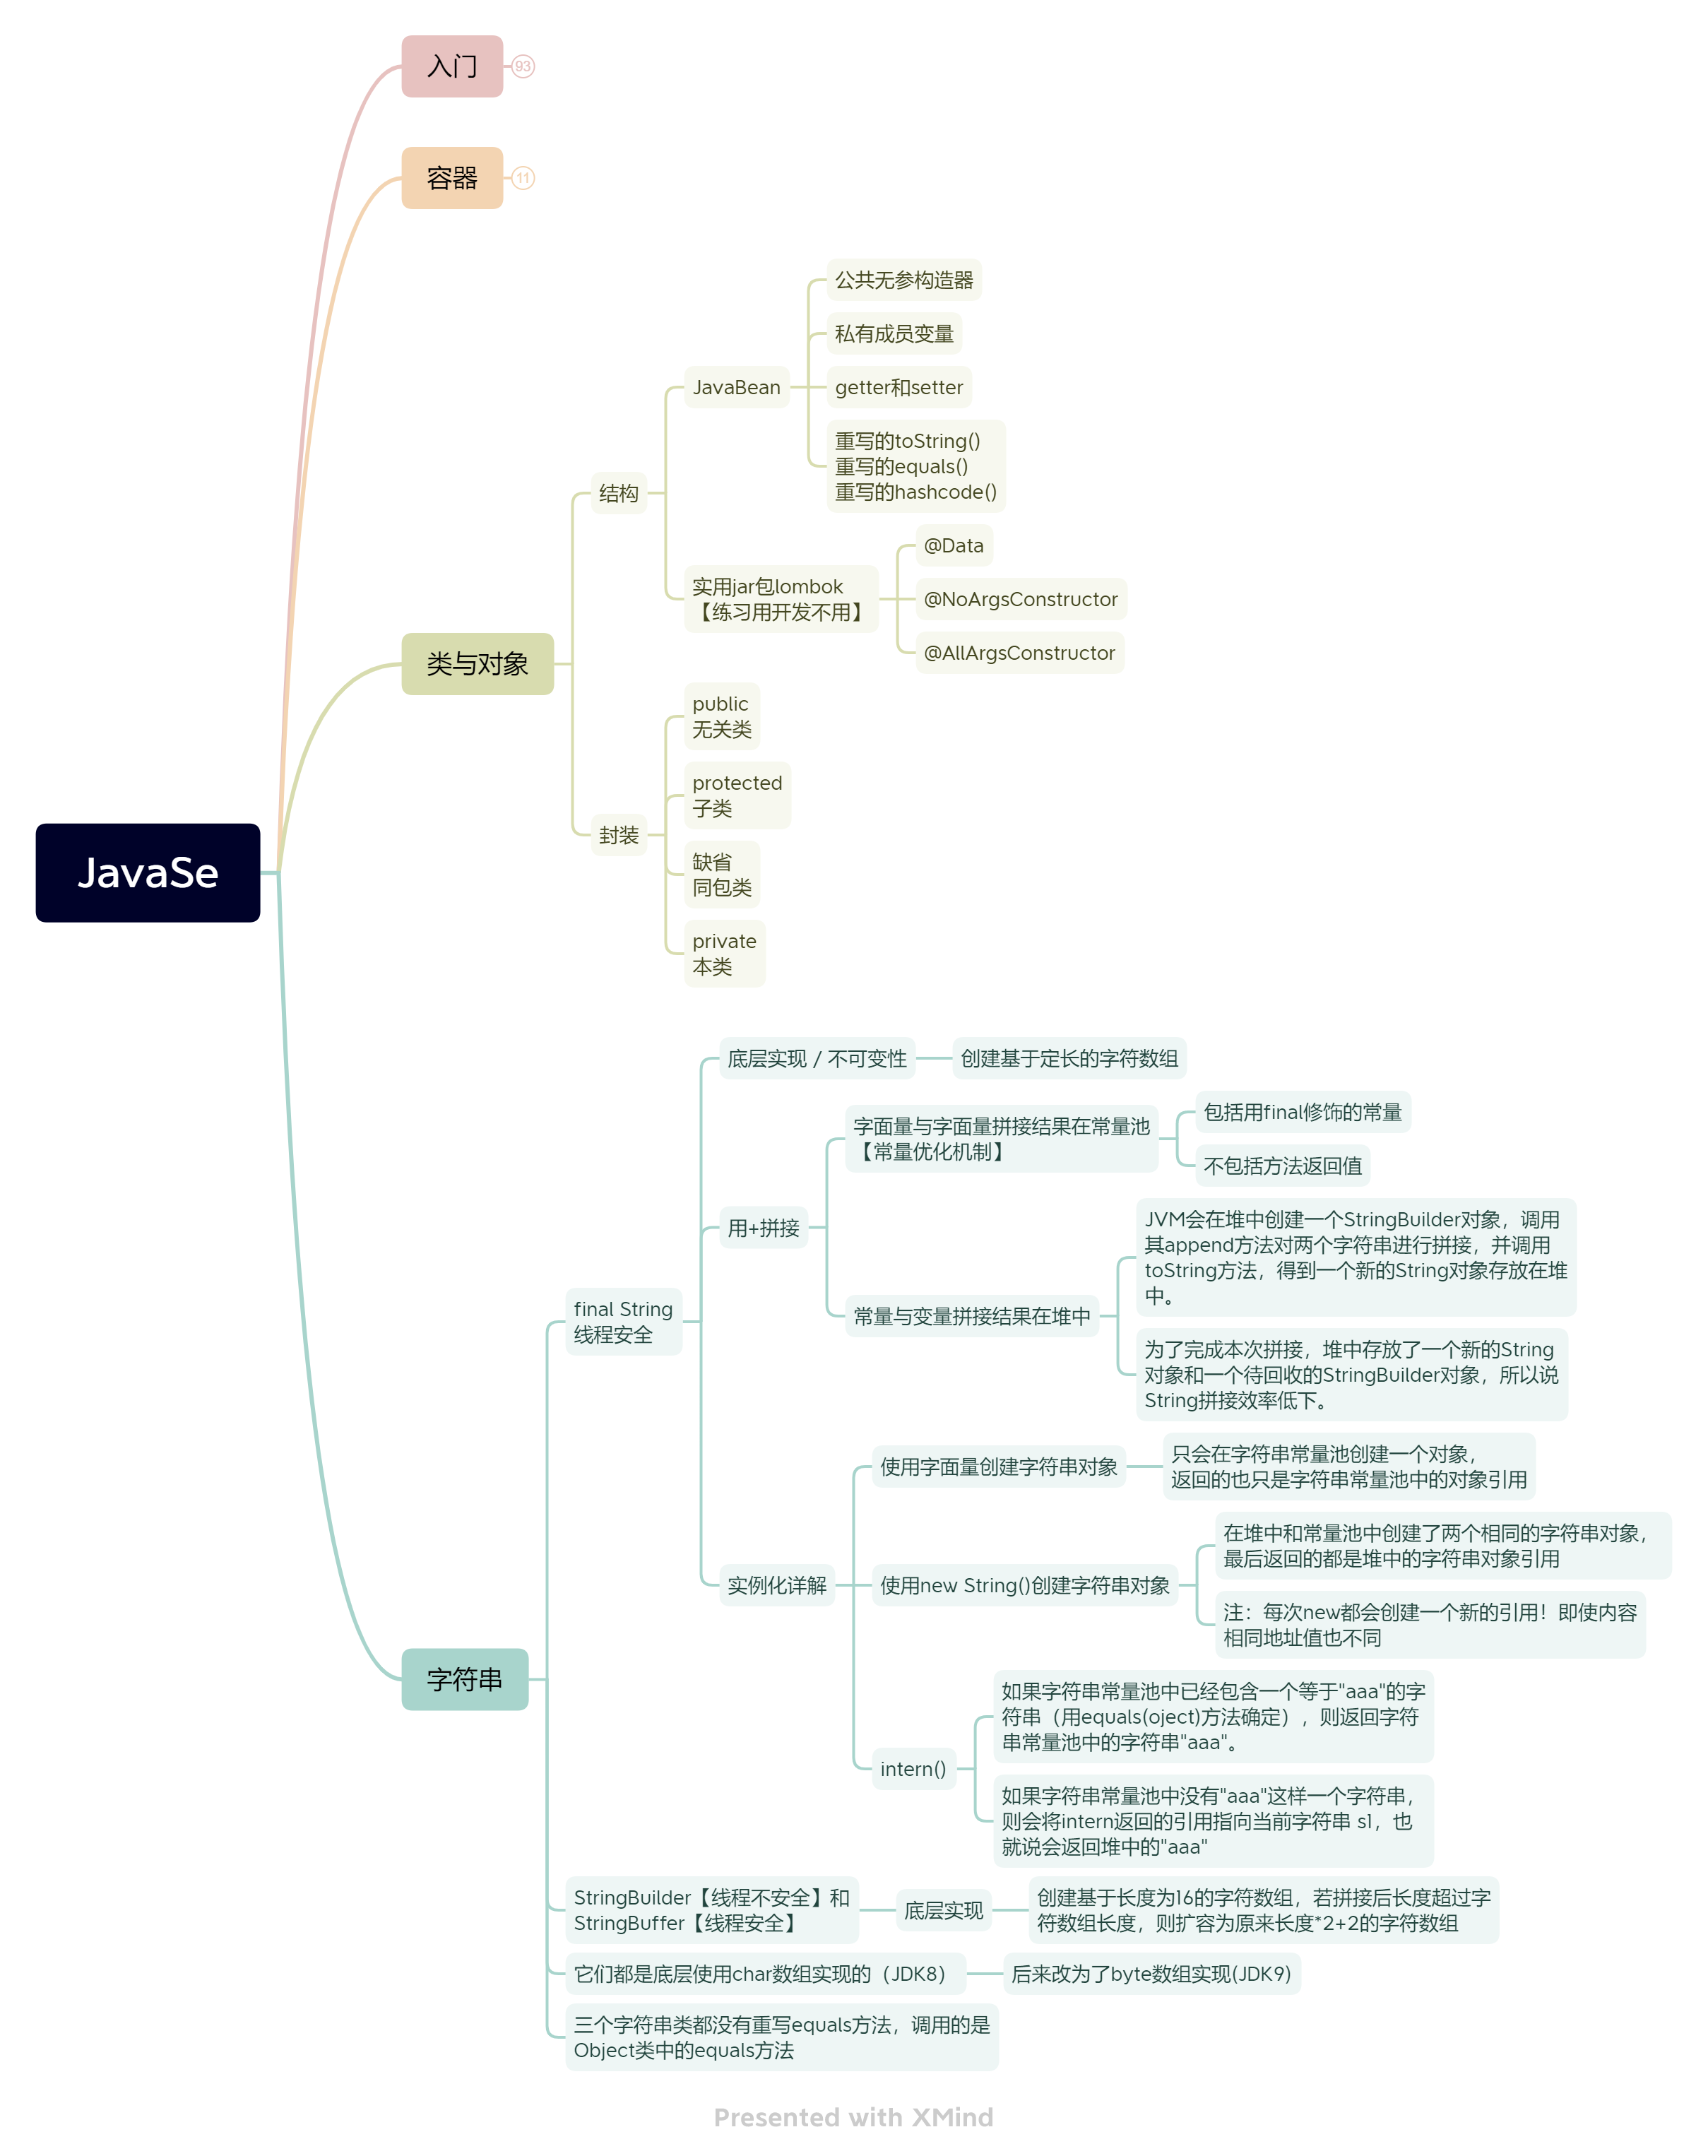 入门
93
容器
11
公共无参构造器
私有成员变量
JavaBean
getter和setter
重写的toString()
重写的equals()
重写的hashcode()
结构
@Data
实用jar包lombok
【练习用开发不用】
@NoArgsConstructor
@AllArgsConstructor
类与对象
public
无关类
protected
子类
封装
缺省
同包类
private
本类
JavaSe
底层实现 / 不可变性
创建基于定长的字符数组
字面量与字面量拼接结果在常量池
【常量优化机制】
包括用final修饰的常量
不包括方法返回值
用+拼接
JVM会在堆中创建一个StringBuilder对象，调用
其append方法对两个字符串进行拼接，并调用
toString方法，得到一个新的String对象存放在堆
中。
常量与变量拼接结果在堆中
为了完成本次拼接，堆中存放了一个新的String
对象和一个待回收的StringBuilder对象，所以说
String拼接效率低下。
final String
线程安全
使用字面量创建字符串对象
只会在字符串常量池创建一个对象，
返回的也只是字符串常量池中的对象引用
实例化详解
使用new String()创建字符串对象
在堆中和常量池中创建了两个相同的字符串对象，
最后返回的都是堆中的字符串对象引用
注：每次new都会创建一个新的引用！即使内容
相同地址值也不同
字符串
intern()
如果字符串常量池中已经包含一个等于"aaa"的字
符串（用equals(oject)方法确定），则返回字符
串常量池中的字符串"aaa"。
如果字符串常量池中没有"aaa"这样一个字符串，
则会将intern返回的引用指向当前字符串 s1，也
就说会返回堆中的"aaa"
StringBuilder【线程不安全】和
StringBuffer【线程安全】
底层实现
创建基于长度为16的字符数组，若拼接后长度超过字
符数组长度，则扩容为原来长度*2+2的字符数组
它们都是底层使用char数组实现的（JDK8）
后来改为了byte数组实现(JDK9)
三个字符串类都没有重写equals方法，调用的是
Object类中的equals方法
Presented with XMind